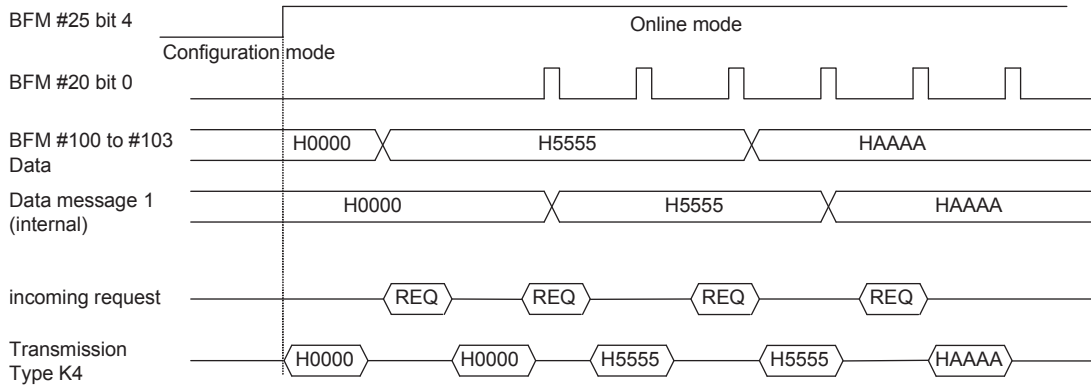 BFM #25 bit 4
Online mode
Configuration mode
BFM #20 bit 0
BFM #100 to #103
Data
H0000
H5555
HAAAA
Data message 1
(internal)
H0000
H5555
HAAAA
incoming request
REQ
REQ
REQ
REQ
Transmission
Type K4
H0000
H0000
H5555
H5555
HAAAA